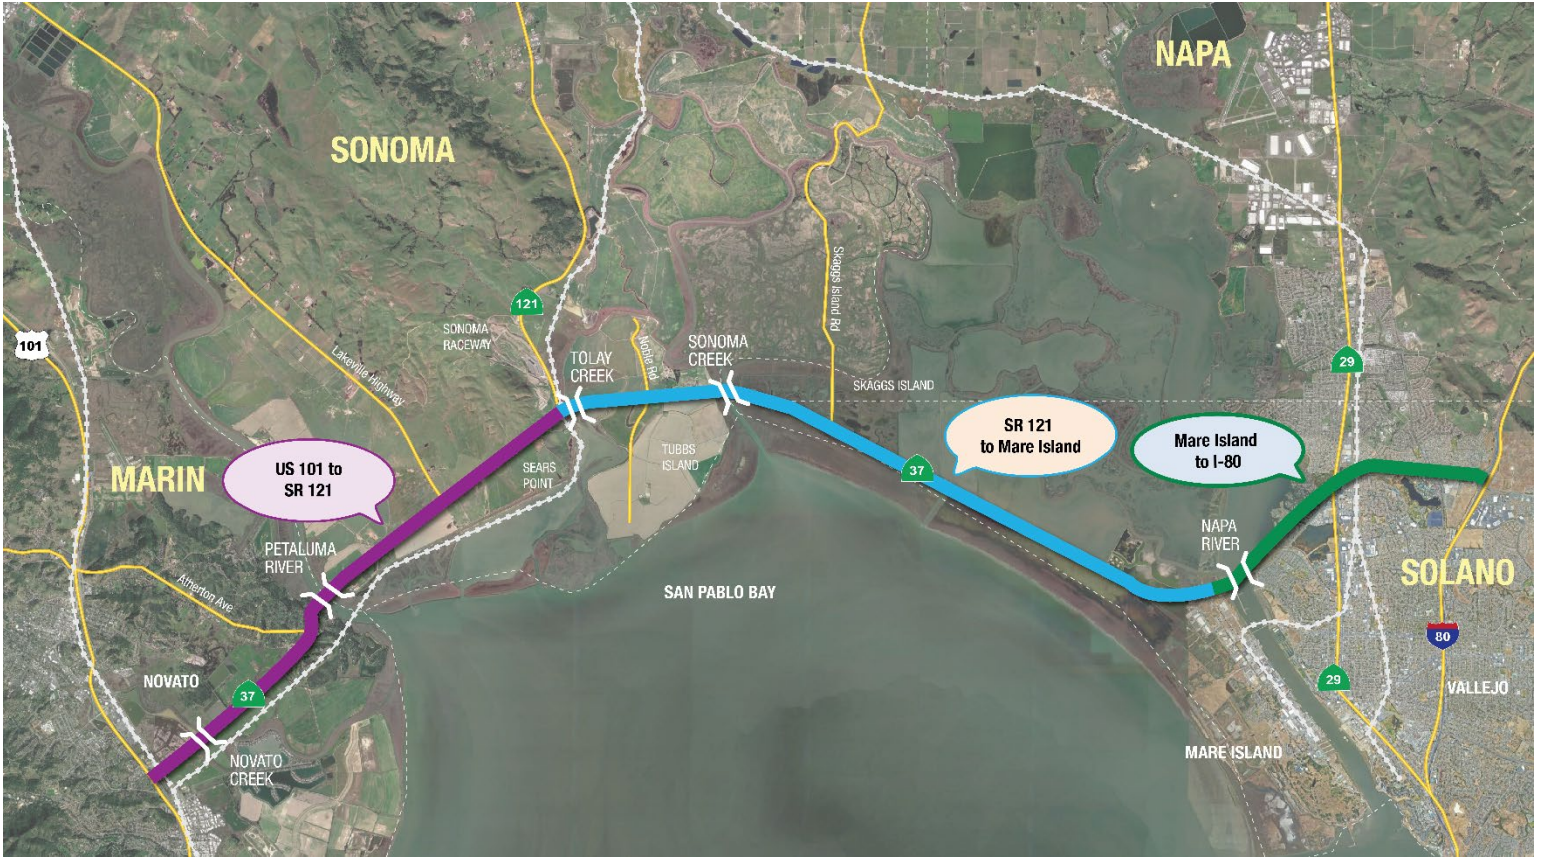 NAPA
SONOMA
121
SONOMA
RACEWAY
101
Lakeville Highway
TOLAY
CREEK
Noble Rd
SONOMA
CREEK
Skaggs Island Rd
SKAGGS ISLAND
29
SR 121
to Mare Island
Mare Island
to I-80
MARIN
US 101 to
SR 121
SEARS
POINT
TUBBS
ISLAND
37
NAPA
RIVER
PETALUMA
RIVER
SAN PABLO BAY
SOLANO
Atherton Ave
80
NOVATO
37
29
VALLEJO
NOVATO
CREEK
MARE ISLAND